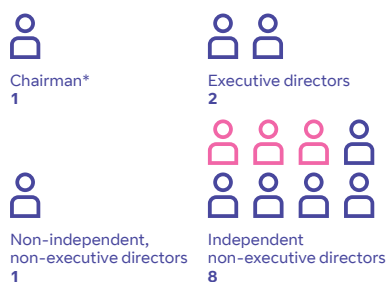 Chairman*
1
Executive directors
2
Non-independent,
non-executive directors
1
Independent
non-executive directors
8